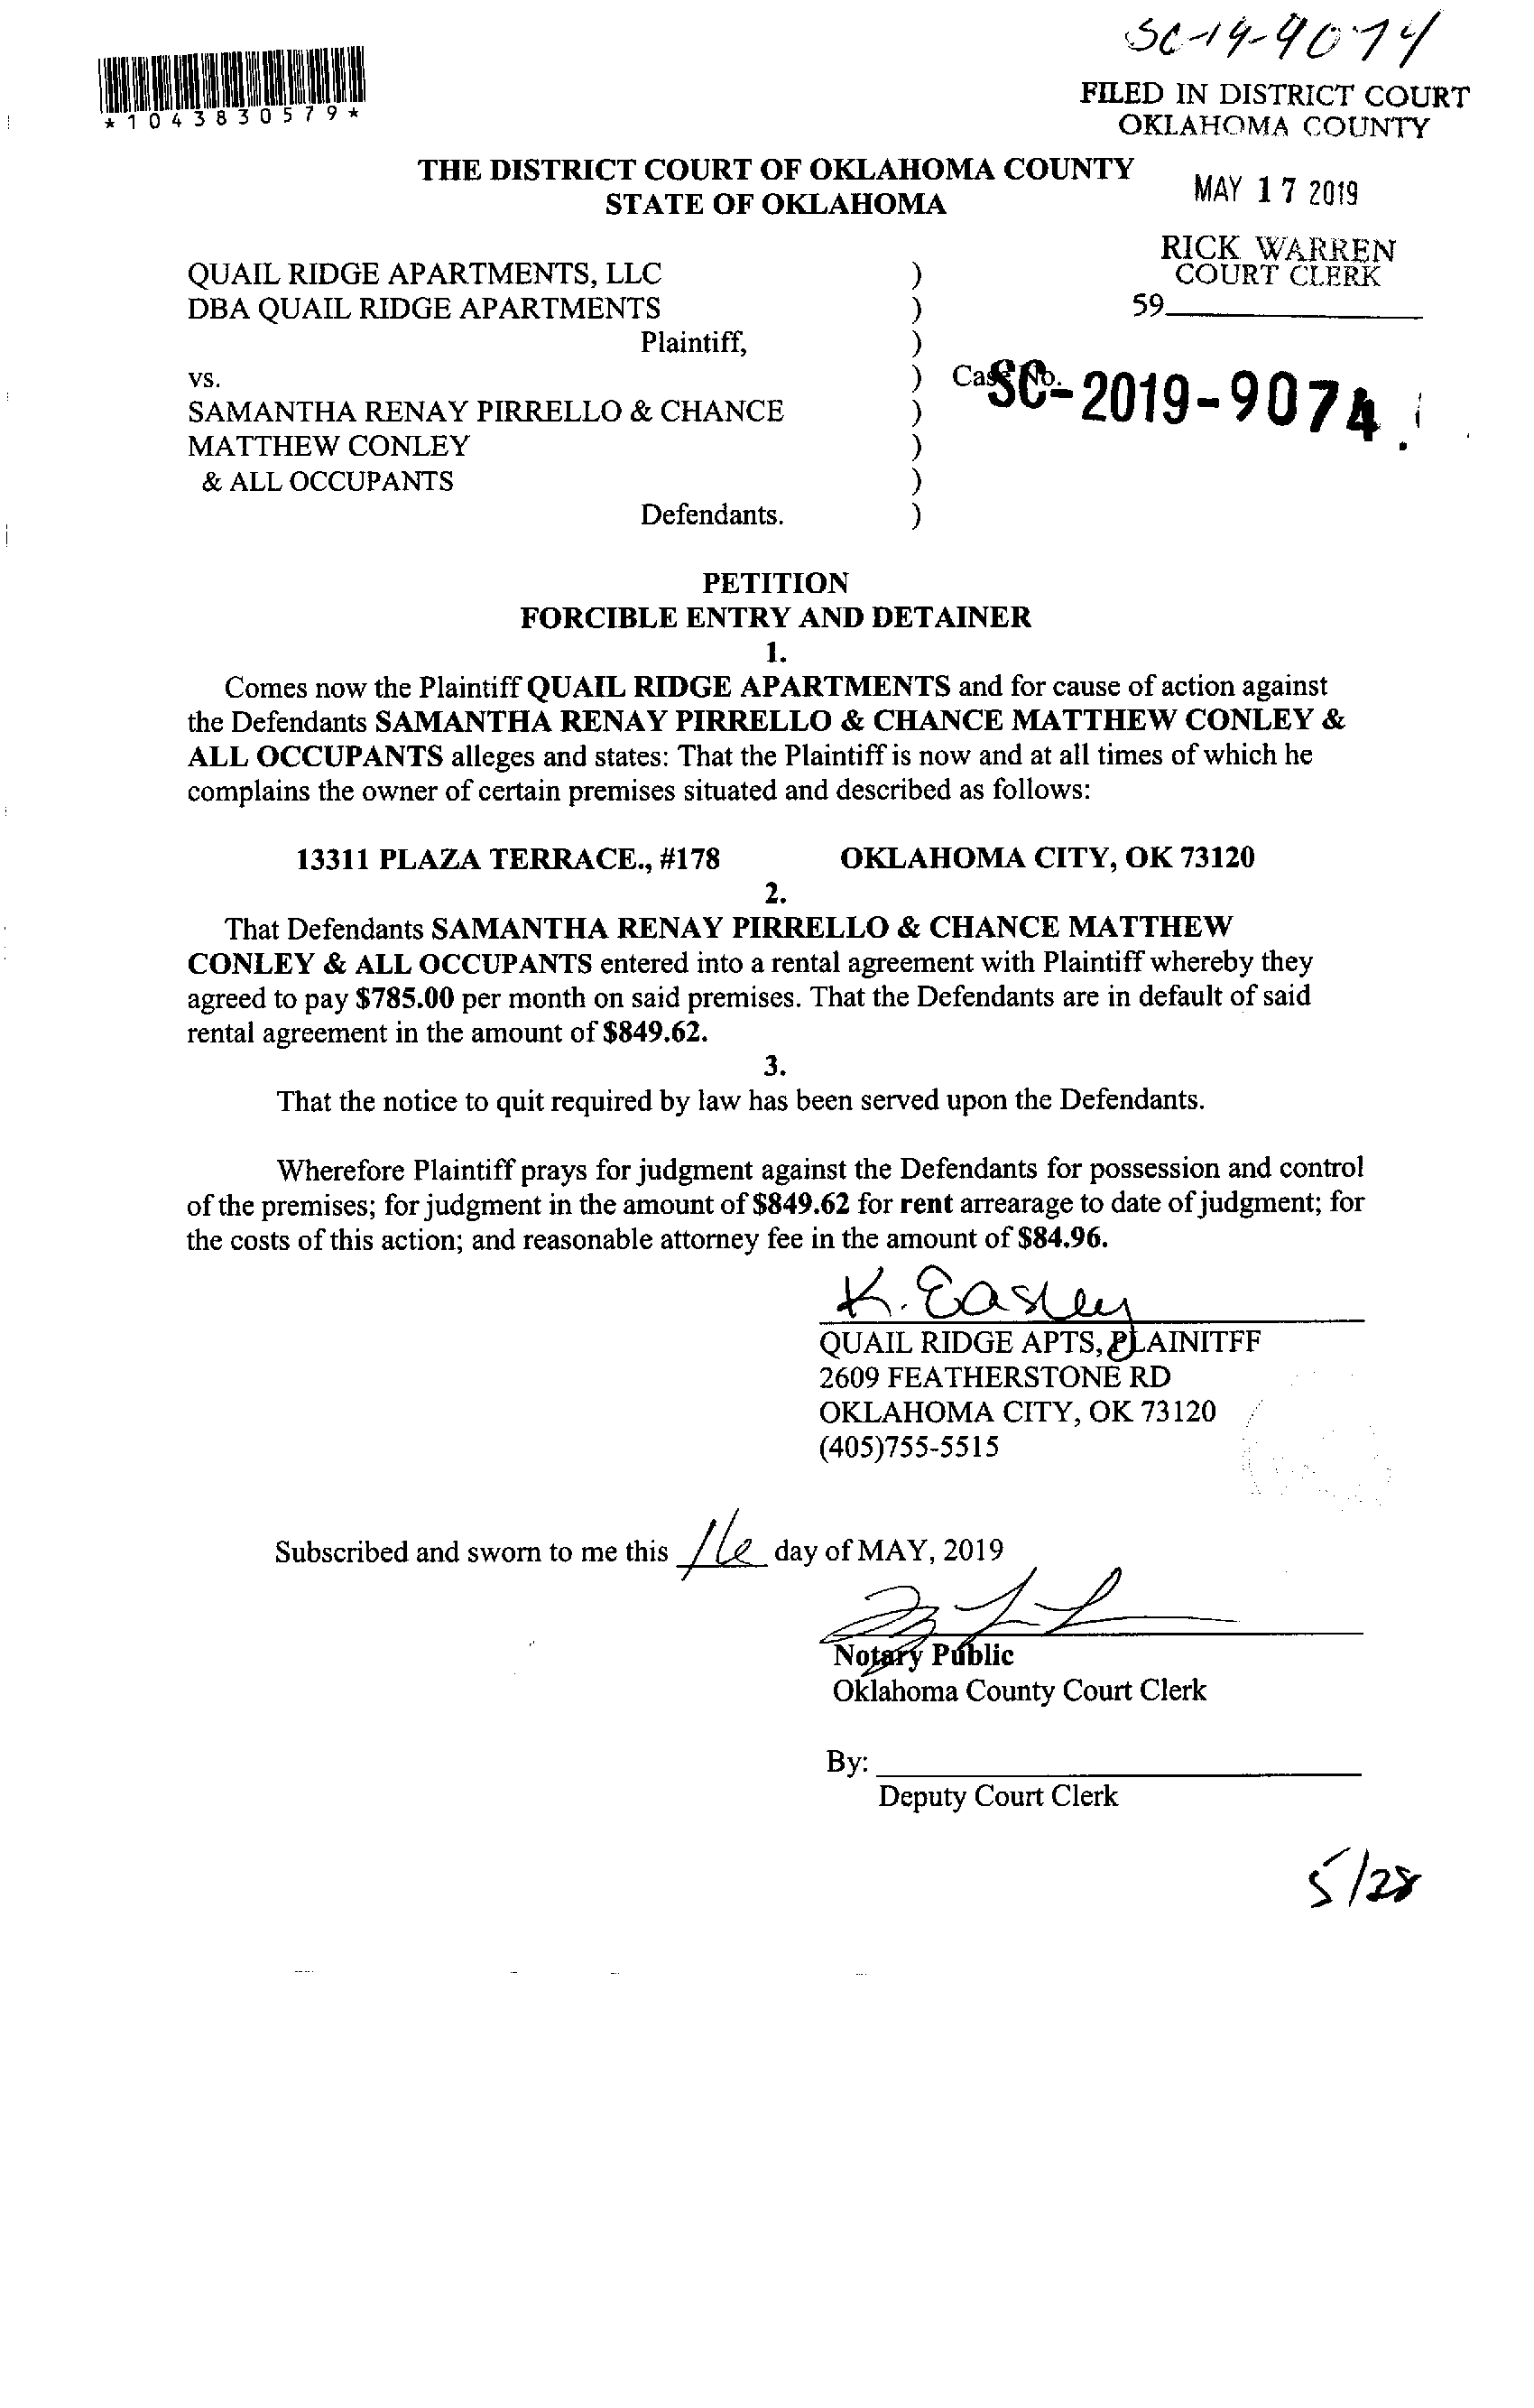 SC-19-9074
*1043830579*
FILED IN DISTRICT COURT
OKLAHOMA COUNTY
THE DISTRICT COURT OF OKLAHOMA COUNTY
STATE OF OKLAHOMA
MAY 17 2019
RICK WARREN
COURT CLERK
59
QUAIL RIDGE APARTMENTS, LLC )
DBA QUAIL RIDGE APARTMENTS )
Plaintiff, )
vs. ) Case No. SC-2019-9074
SAMANTHA RENAY PIRRELLO & CHANCE )
MATTHEW CONLEY )
& ALL OCCUPANTS )
Defendants. )
PETITION
FORCIBLE ENTRY AND DETAINER
1.
Comes now the Plaintiff QUAIL RIDGE APARTMENTS and for cause of action against
the Defendants SAMANTHA RENAY PIRRELLO & CHANCE MATTHEW CONLEY &
ALL OCCUPANTS alleges and states: That the Plaintiff is now and at all times of which he
complains the owner of certain premises situated and described as follows:
13311 PLAZA TERRACE., #178 OKLAHOMA CITY, OK 73120
2.
That Defendants SAMANTHA RENAY PIRRELLO & CHANCE MATTHEW
CONLEY & ALL OCCUPANTS entered into a rental agreement with Plaintiff whereby they
agreed to pay $785.00 per month on said premises. That the Defendants are in default of said
rental agreement in the amount of $849.62.
3.
That the notice to quit required by law has been served upon the Defendants.
Wherefore Plaintiff prays for judgment against the Defendants for possession and control
of the premises; for judgment in the amount of $849.62 for rent arrearage to date of judgment; for
the costs of this action; and reasonable attorney fee in the amount of $84.96.
K. Easley
QUAIL RIDGE APTS, PLAINITFF
2609 FEATHERSTONE RD
OKLAHOMA CITY, OK 73120
(405)755-5515
Subscribed and sworn to me this 16 day of MAY, 2019
Notary Public
Oklahoma County Court Clerk
By:
Deputy Court Clerk
5/28